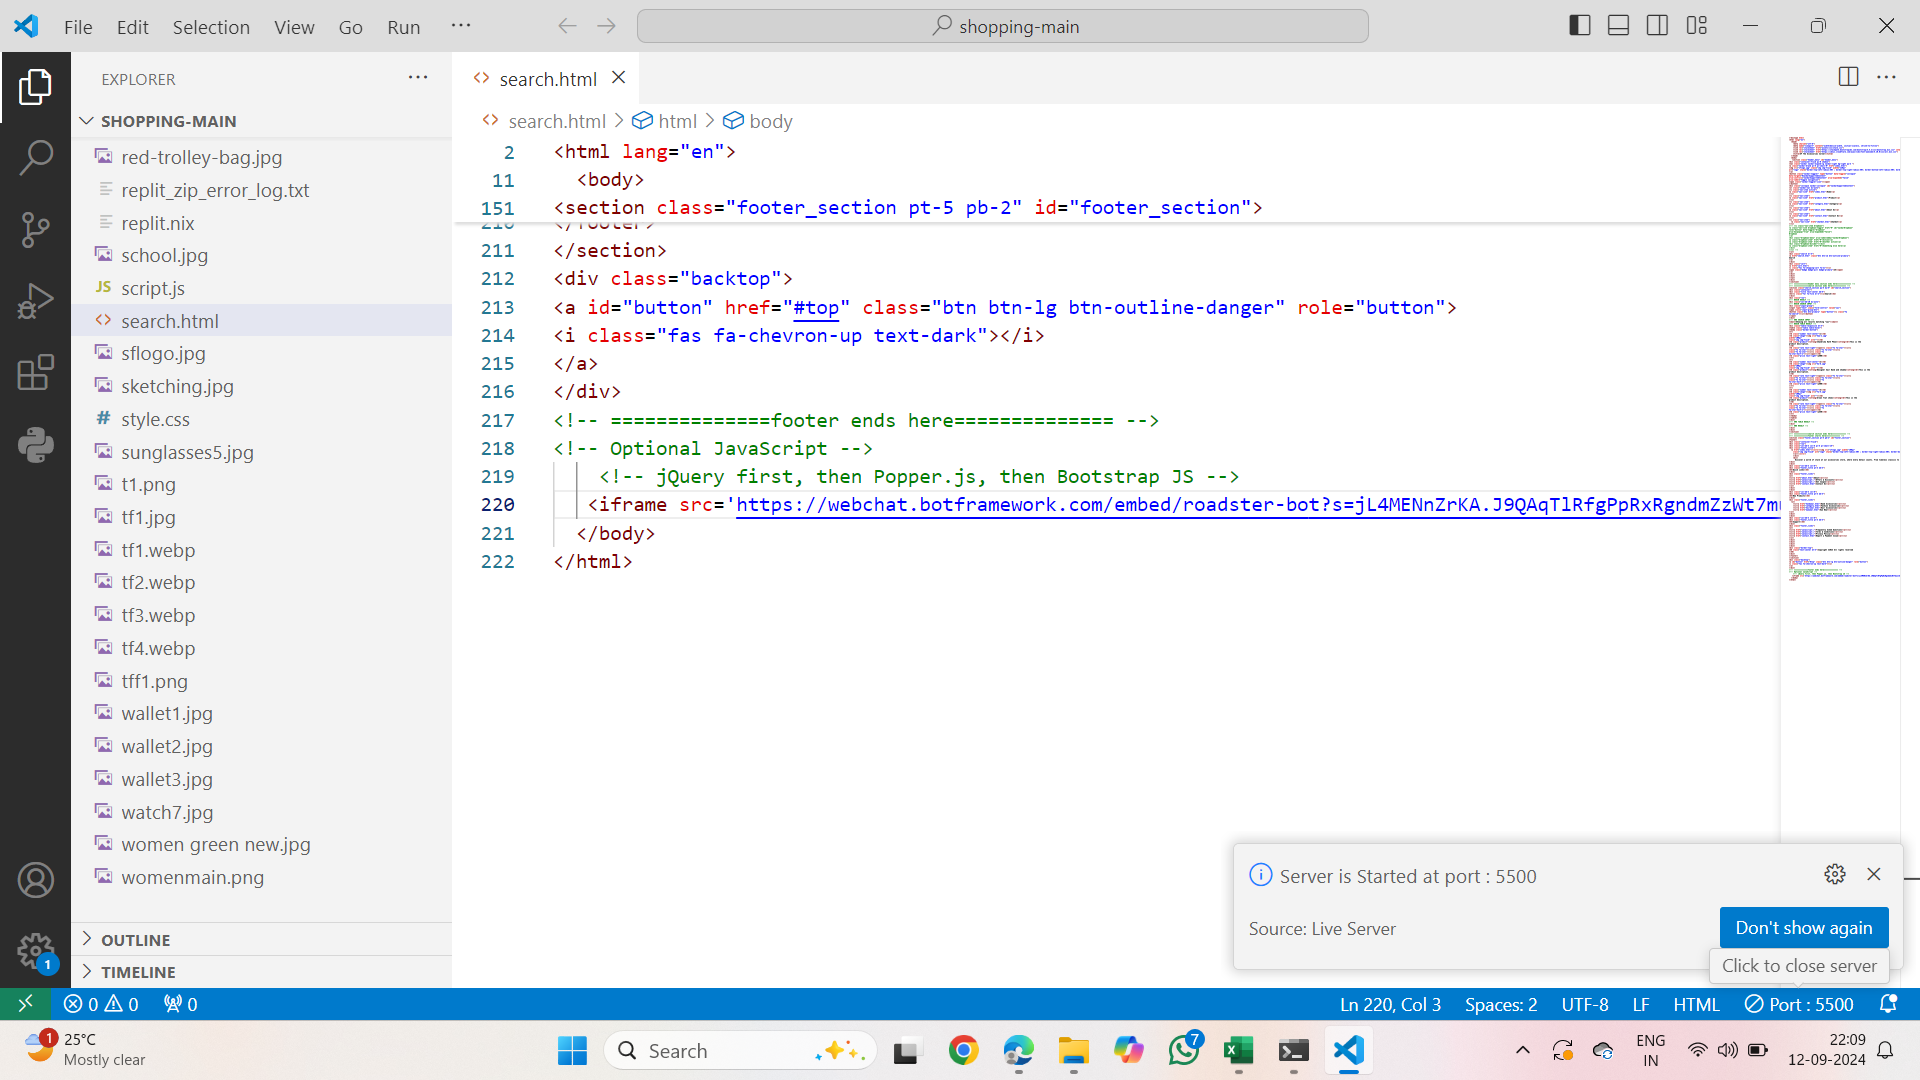 File Edit Selection View Go Run ···
shopping-main
EXPLORER
SHOPPING-MAIN
red-trolley-bag.jpg
replit_zip_error_log.txt
replit.nix
school.jpg
JS script.js
<> search.html
sflogo.jpg
sketching.jpg
# style.css
sunglasses5.jpg
t1.png
tf1.jpg
tf1.webp
tf2.webp
tf3.webp
tf4.webp
tff1.png
wallet1.jpg
wallet2.jpg
wallet3.jpg
watch7.jpg
women green new.jpg
womenmain.png
OUTLINE
TIMELINE
<> search.html
<> search.html > html > body
2 <html lang="en">
11 <body>
151 <section class="footer_section pt-5 pb-2" id="footer_section">
210 </footer>
211 </section>
212 <div class="backtop">
213 <a id="button" href="#top" class="btn btn-lg btn-outline-danger" role="button">
214 <i class="fas fa-chevron-up text-dark"></i>
215 </a>
216 </div>
217 <!-- ==============footer ends here============== -->
218 <!-- Optional JavaScript -->
219 <!-- jQuery first, then Popper.js, then Bootstrap JS -->
220 <iframe src='https://webchat.botframework.com/embed/roadster-bot?s=jL4MENnZrKA.J9QAqTlRfgPpRxRgndmZzWt7m
221 </body>
222 </html>
Server is Started at port : 5500
Source: Live Server
Don't show again
Click to close server
1
0 0 0
Ln 220, Col 3 Spaces: 2 UTF-8 LF HTML Port : 5500
1
25°C
Mostly clear
Search
7
ENG
IN
22:09
12-09-2024